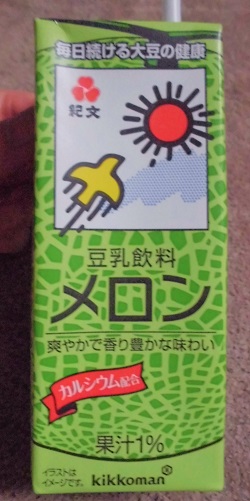 毎日続ける大豆の健康
紀文
豆乳飲料
メロン
爽やかで香り豊かな味わい
カルシウム配合
果汁1%
イラストは
イメージです。
kikkoman®